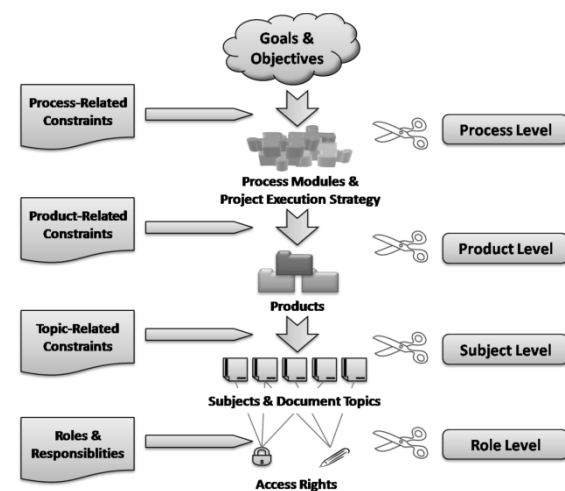 Goals &
Objectives
Process-Related
Constraints
Process Level
Process Modules &
Project Execution Strategy
Product-Related
Constraints
Product Level
Products
Topic-Related
Constraints
Subject Level
Subjects & Document Topics
Roles &
Responsiblities
Role Level
Access Rights